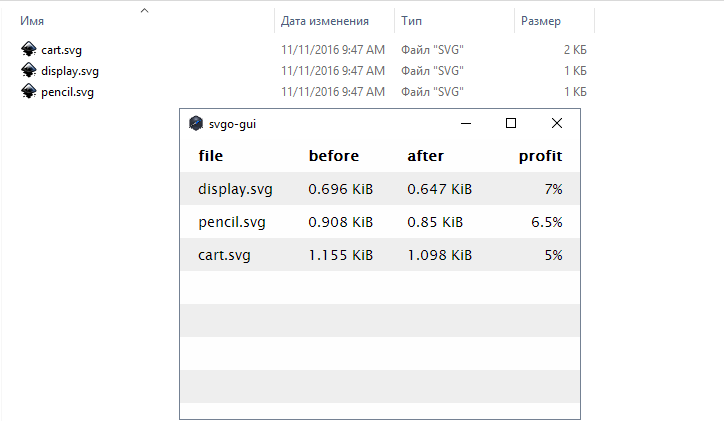 Имя Дата изменения Тип Размер
cart.svg 11/11/2016 9:47 AM Файл "SVG" 2 КБ
display.svg 11/11/2016 9:47 AM Файл "SVG" 1 КБ
pencil.svg 11/11/2016 9:47 AM Файл "SVG" 1 КБ
svgo-gui
file before after profit
display.svg 0.696 KiB 0.647 KiB 7%
pencil.svg 0.908 KiB 0.85 KiB 6.5%
cart.svg 1.155 KiB 1.098 KiB 5%